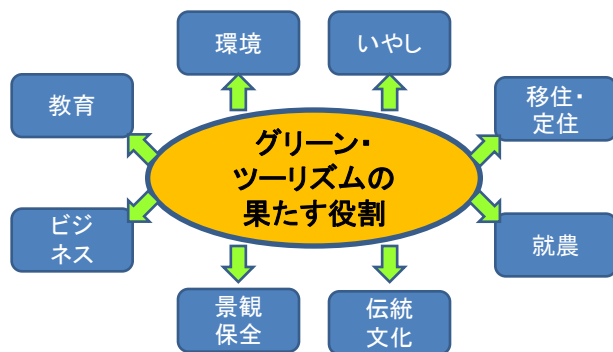 環境
いやし
教育
移住・
定住
グリーン・
ツーリズムの
果たす役割
ビジ
ネス
就農
景観
保全
伝統
文化